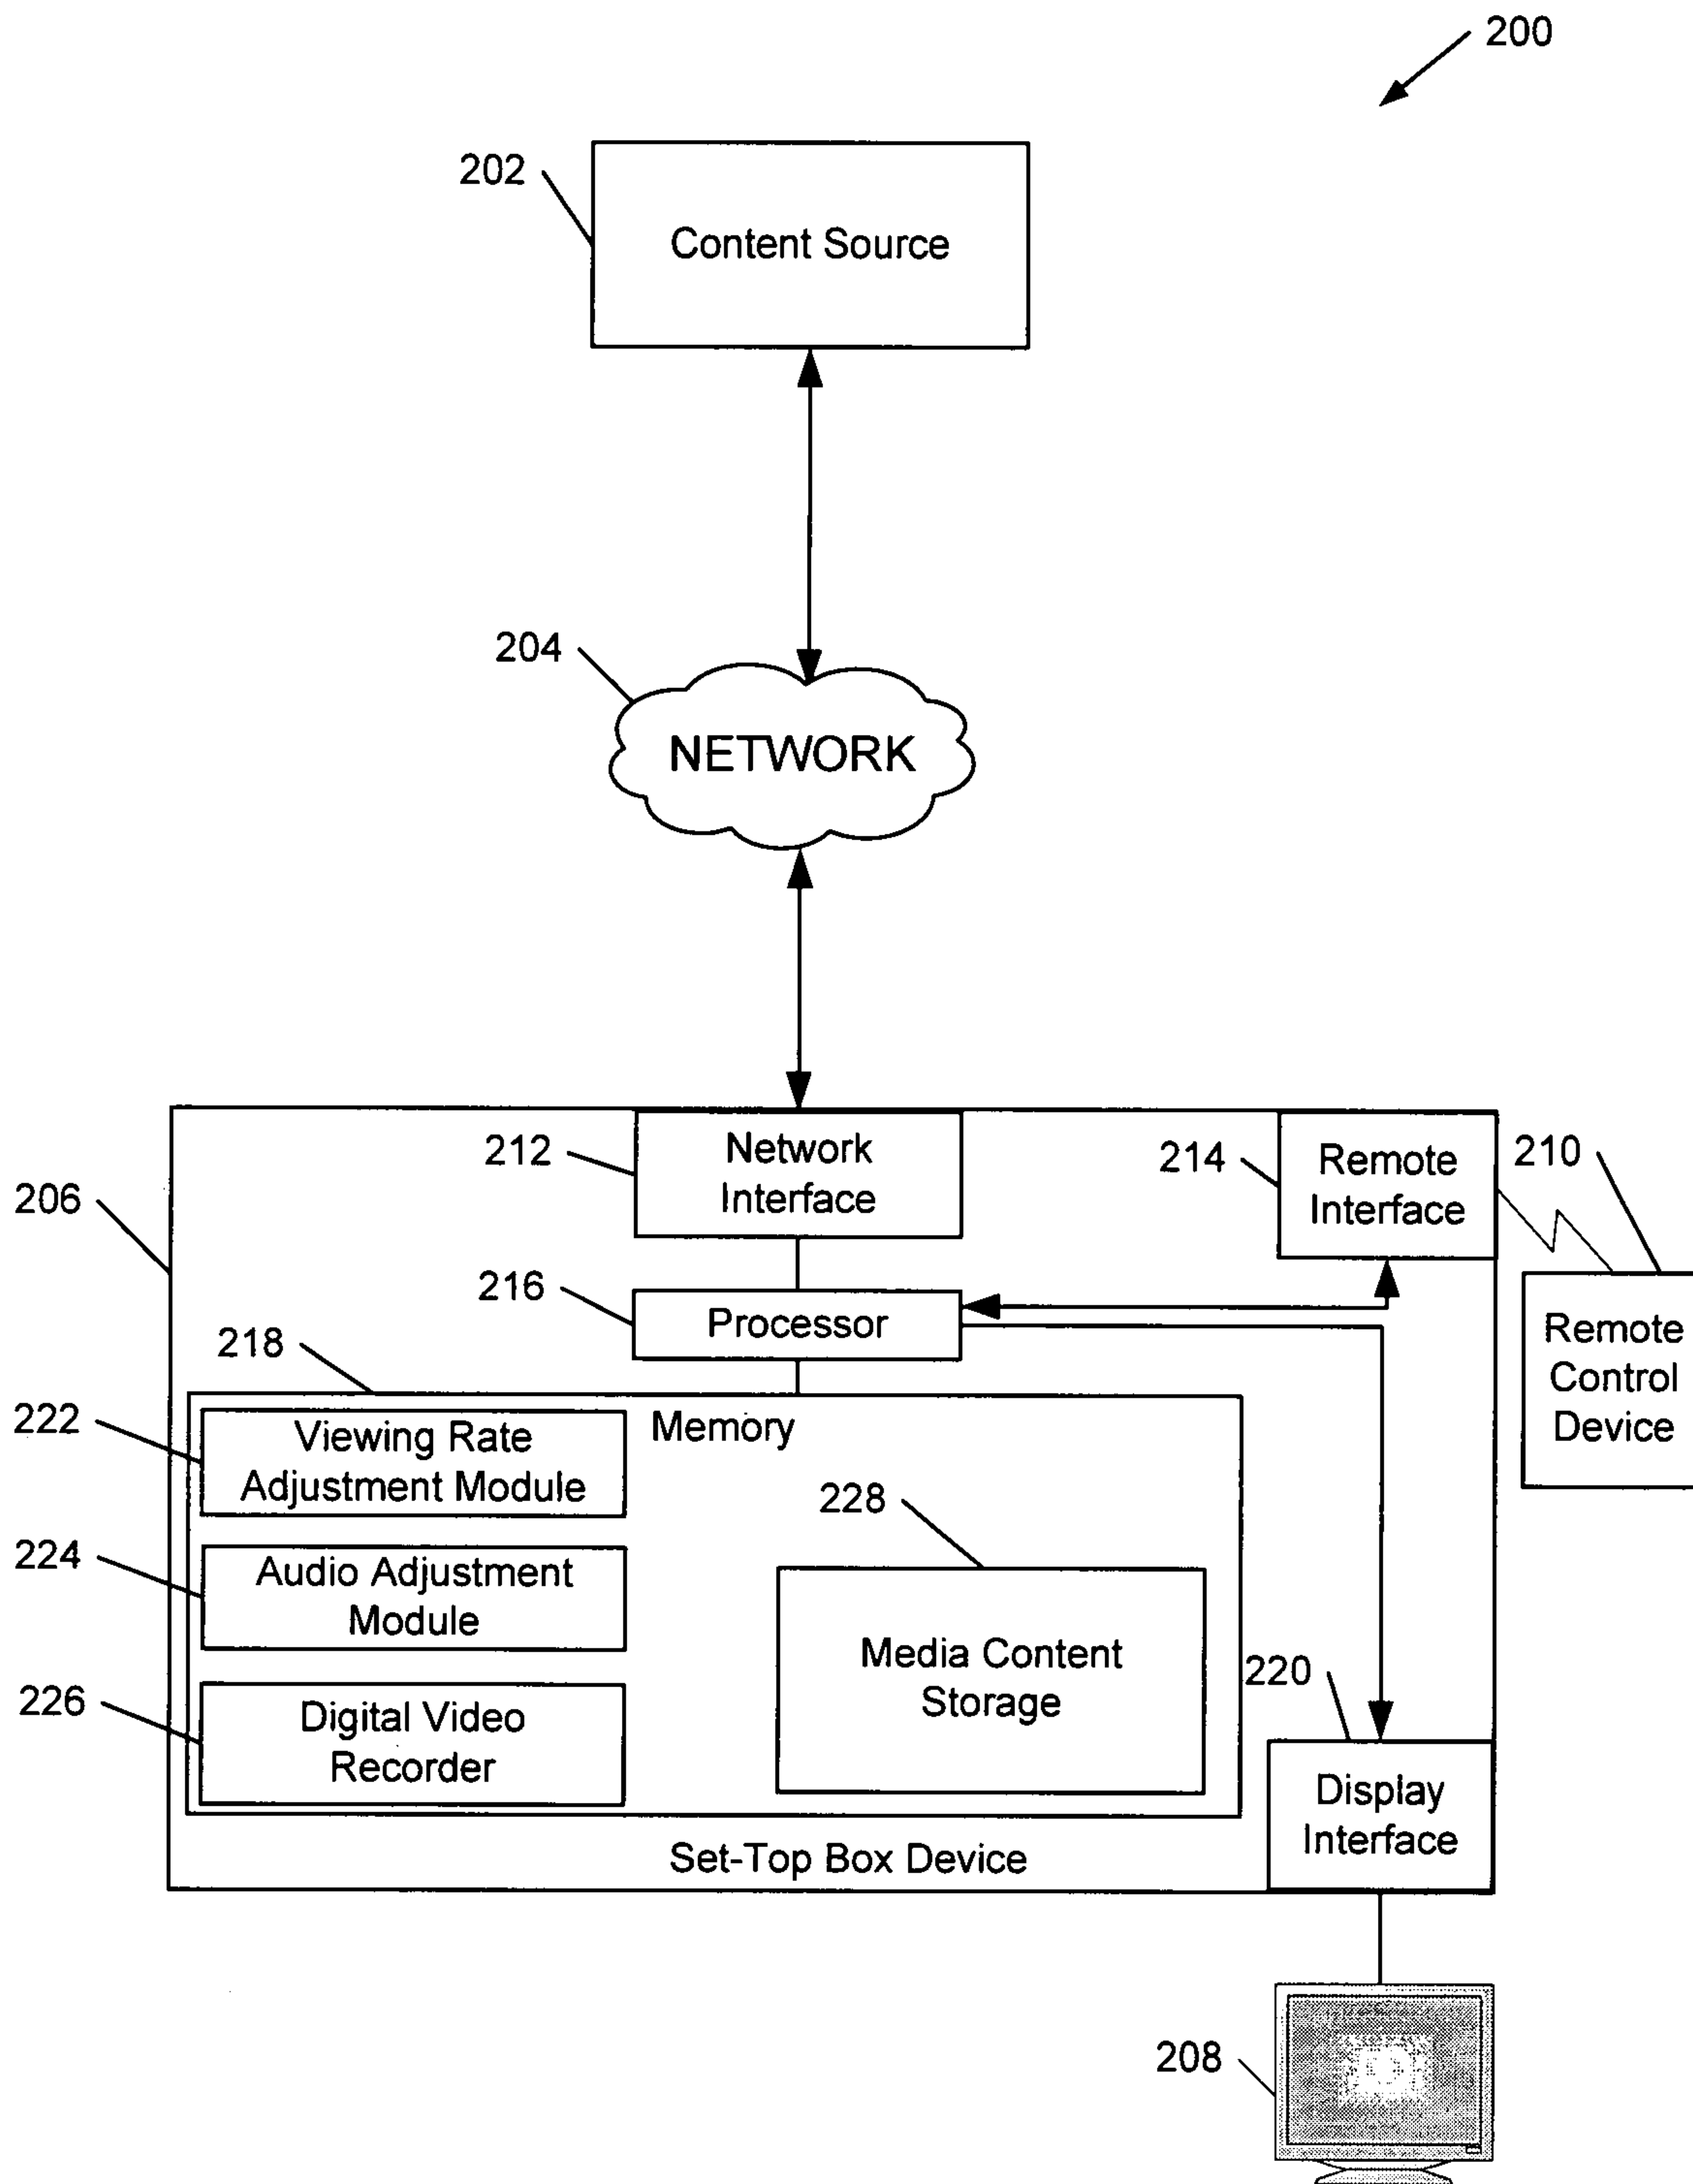 200
202
Content Source
204
NETWORK
212
Network
Interface
214
Remote
Interface
210
206
216
Processor
Remote
Control
Device
218
Memory
222
Viewing Rate
Adjustment Module
228
224
Audio Adjustment
Module
Media Content
Storage
220
226
Digital Video
Recorder
Display
Interface
Set-Top Box Device
208